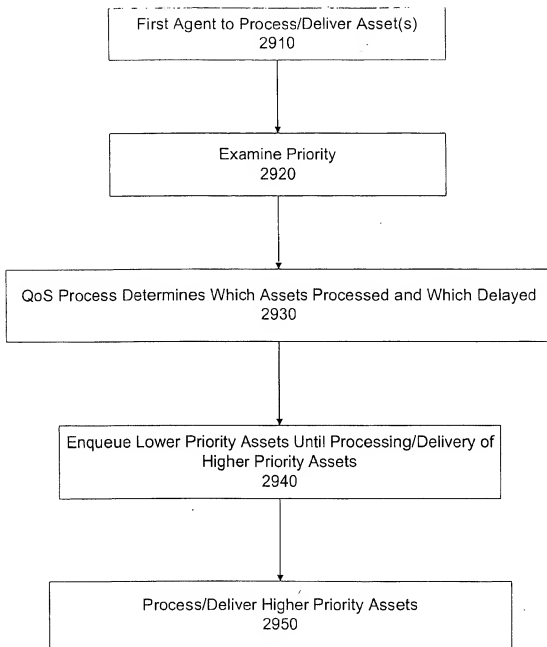 First Agent to Process/Deliver Asset(s)
2910
Examine Priority
2920
QoS Process Determines Which Assets Processed and Which Delayed
2930
Enqueue Lower Priority Assets Until Processing/Delivery of
Higher Priority Assets
2940
Process/Deliver Higher Priority Assets
2950